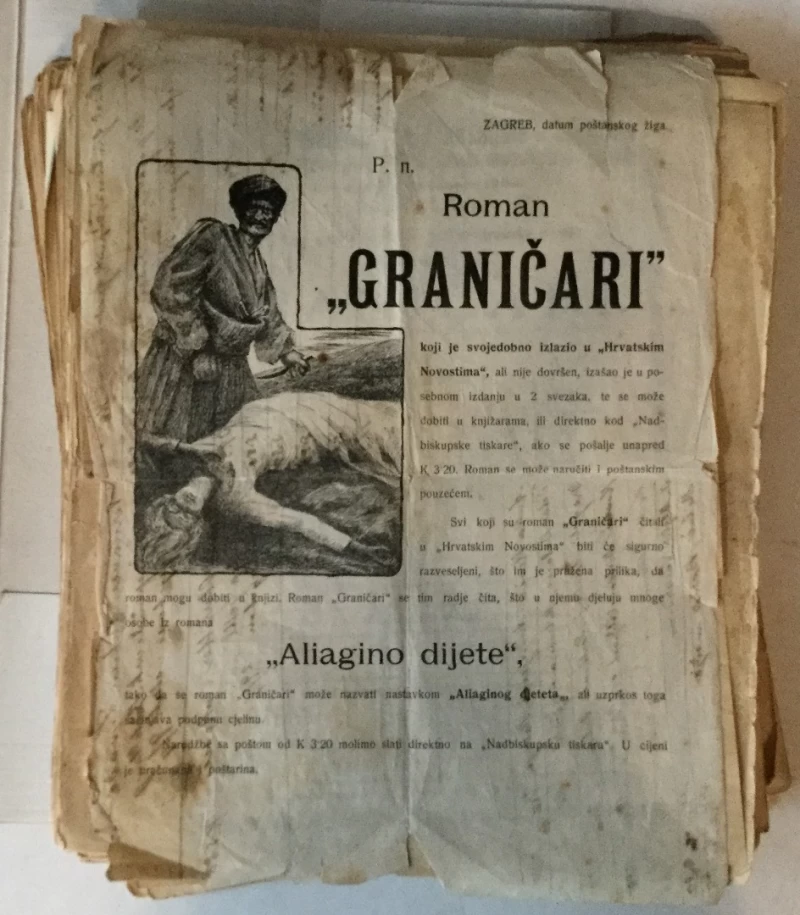 ZAGREB, datum poštanskog žiga.
P. n.
Roman
„GRANIČARI”
koji je svojedobno izlazio u „Hrvatskim
Novostima“, ali nije dovršen, izašao je u po-
sebnom izdanju u 2 svezaka, te se može
dobiti u knjižarama, ili direktno kod „Nad-
biskupske tiskare“, ako se pošalje unapred
K 3·20. Roman se može naručiti i poštanskim
pouzećem.
Svi koji su roman „Graničari“ čitali
u „Hrvatskim Novostima“ biti će sigurno
razveseljeni, što im je pružena prilika, da
roman mogu dobiti u knjizi. Roman „Graničari“ se tim radje čita, što u njemu djeluju mnoge
osobe iz romana
„Aliagino dijete“,
tako da se roman „Graničari“ može nazvati nastavkom „Aliaginog djeteta„, ali uzprkos toga
podpunu cjelinu.
Narudžbe sa poštom od K 3·20 molimo slati direktno na „Nadbiskupsku tiskaru“. U cijeni
je poštarina.